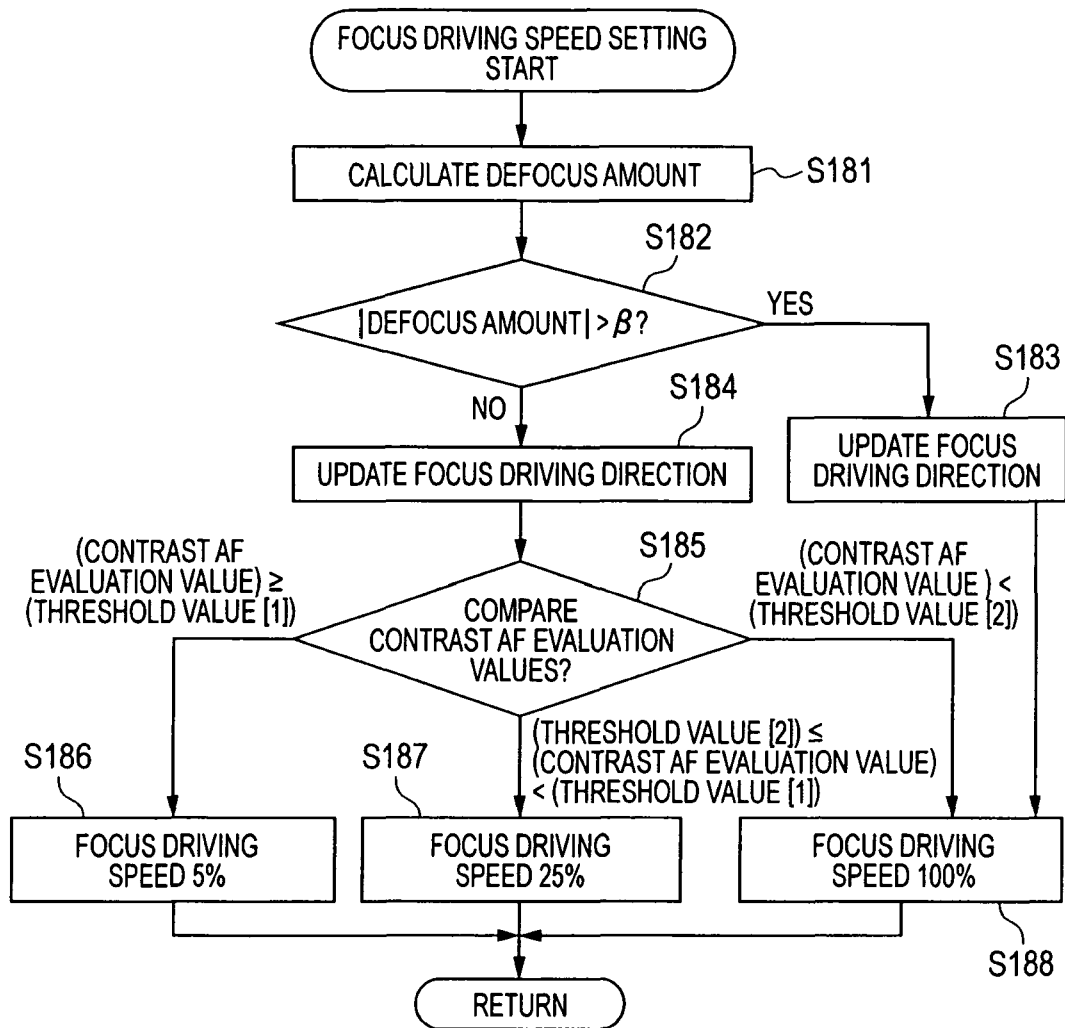 FOCUS DRIVING SPEED SETTING
START
CALCULATE DEFOCUS AMOUNT
S181
S182
|DEFOCUS AMOUNT| > β?
YES
NO
S183
UPDATE FOCUS
DRIVING DIRECTION
S184
UPDATE FOCUS DRIVING DIRECTION
S185
COMPARE
CONTRAST AF EVALUATION
VALUES?
(CONTRAST AF
EVALUATION VALUE) ≥
(THRESHOLD VALUE [1])
(CONTRAST AF
EVALUATION VALUE ) <
(THRESHOLD VALUE [2])
(THRESHOLD VALUE [2]) ≤
(CONTRAST AF EVALUATION VALUE)
< (THRESHOLD VALUE [1])
S186
FOCUS DRIVING
SPEED 5%
S187
FOCUS DRIVING
SPEED 25%
FOCUS DRIVING
SPEED 100%
S188
RETURN